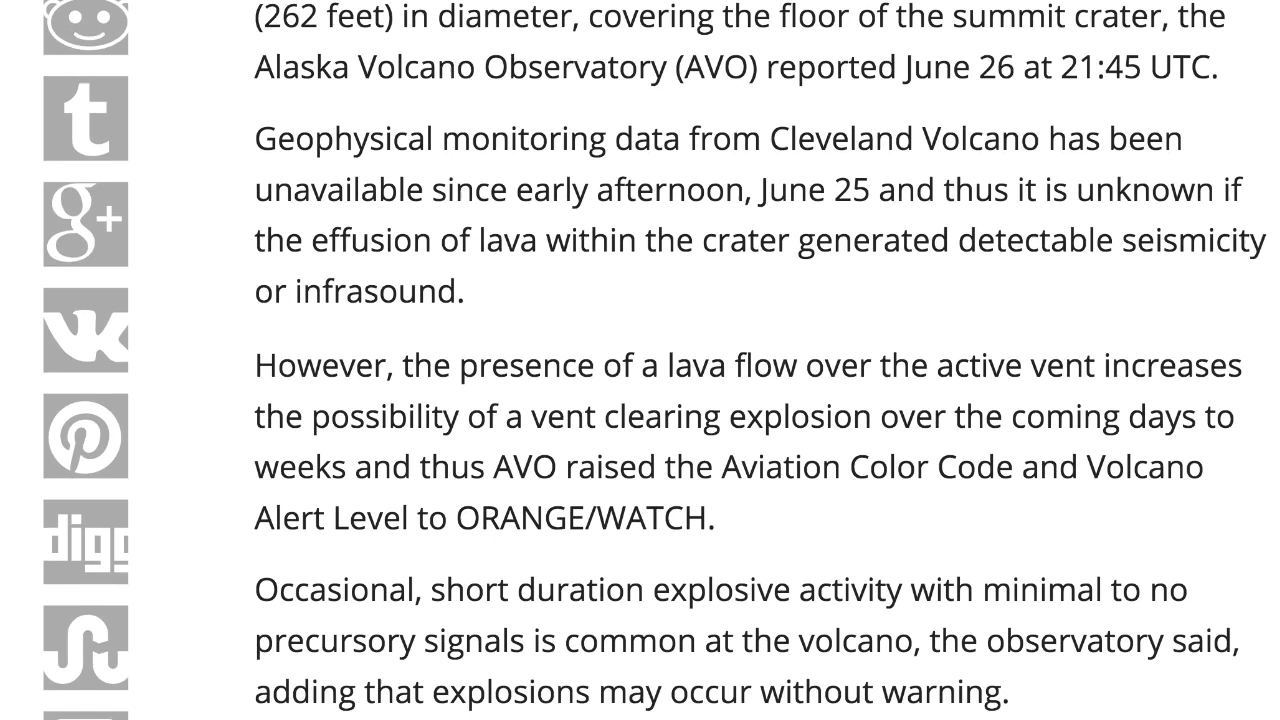 (262 feet) in diameter, covering the floor of the summit crater, the
Alaska Volcano Observatory (AVO) reported June 26 at 21:45 UTC.
Geophysical monitoring data from Cleveland Volcano has been
unavailable since early afternoon, June 25 and thus it is unknown if
the effusion of lava within the crater generated detectable seismicity
or infrasound.
However, the presence of a lava flow over the active vent increases
the possibility of a vent clearing explosion over the coming days to
weeks and thus AVO raised the Aviation Color Code and Volcano
Alert Level to ORANGE/WATCH.
Occasional, short duration explosive activity with minimal to no
precursory signals is common at the volcano, the observatory said,
adding that explosions may occur without warning.
t
g+
digg